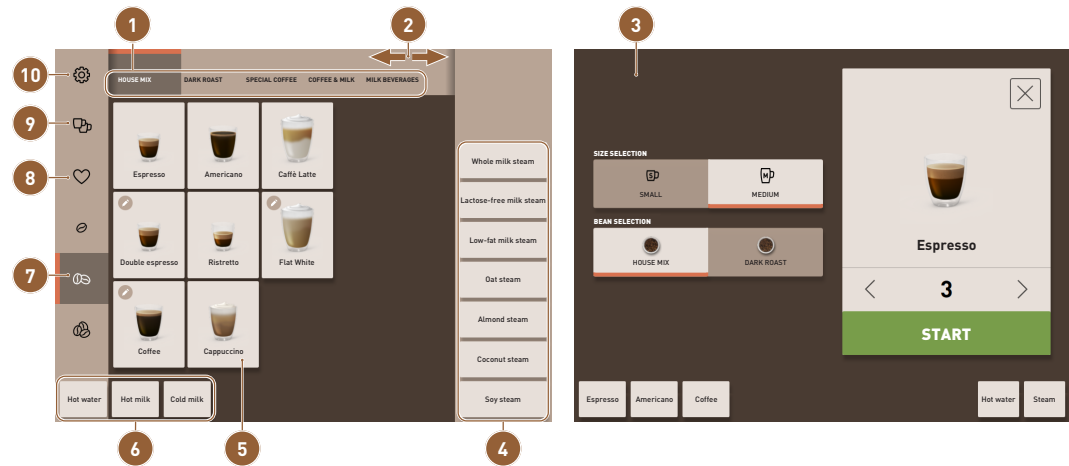 1
2
3
10
HOUSE MIX DARK ROAST SPECIAL COFFEE COFFEE & MILK MILK BEVERAGES
9
Espresso Americano Caffè Latte
8
Double espresso Ristretto Flat White
7
Coffee Cappuccino
Hot water Hot milk Cold milk
6
5
Whole milk steam
Lactose-free milk steam
Low-fat milk steam
Oat steam
Almond steam
Coconut steam
Soy steam
4
SIZE SELECTION
S M
SMALL MEDIUM
BEAN SELECTION
HOUSE MIX DARK ROAST
Espresso
3
START
Espresso Americano Coffee
Hot water Steam